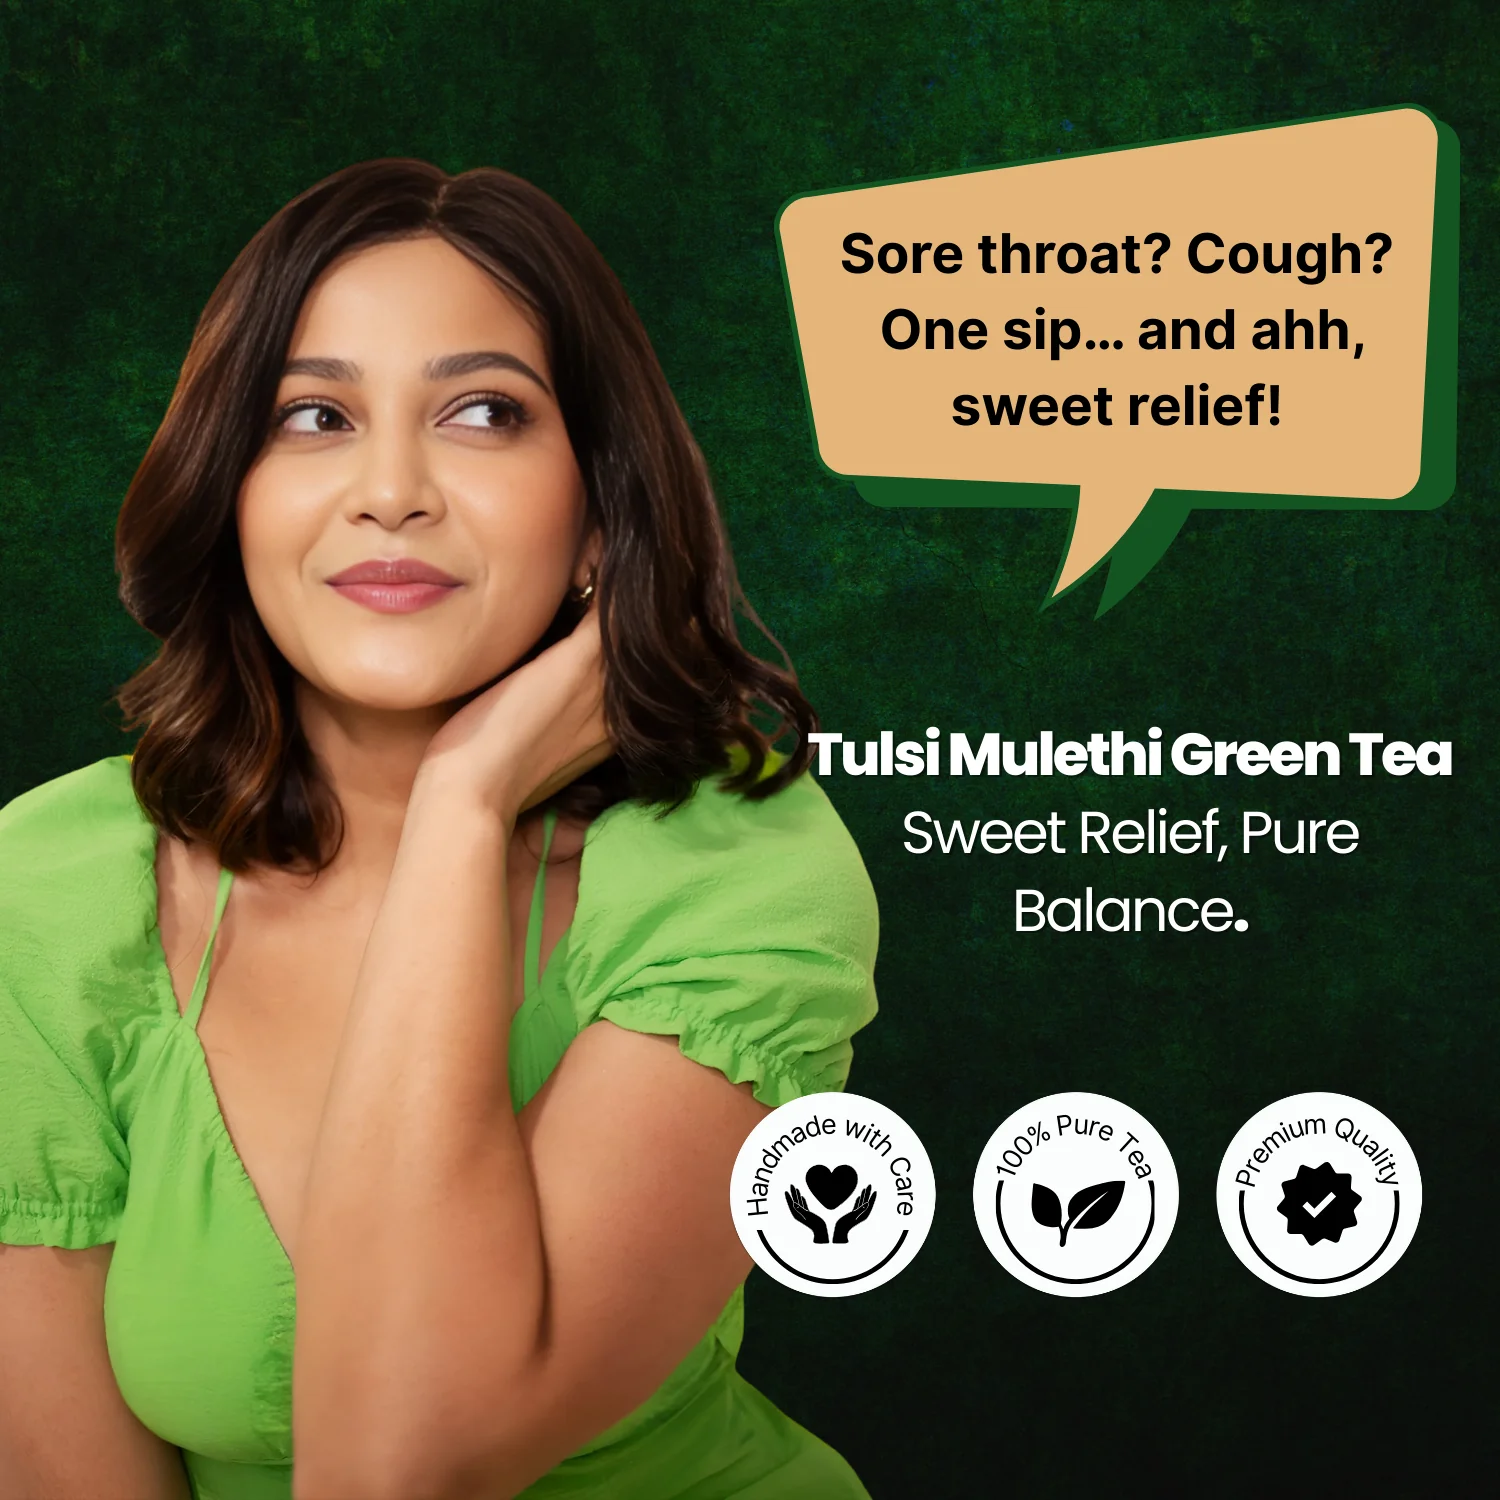 Sore throat? Cough?
One sip... and ahh,
sweet relief!
Tulsi Mulethi Green Tea
Sweet Relief, Pure
Balance.
Handmade with Care
100% Pure Tea
Premium Quality